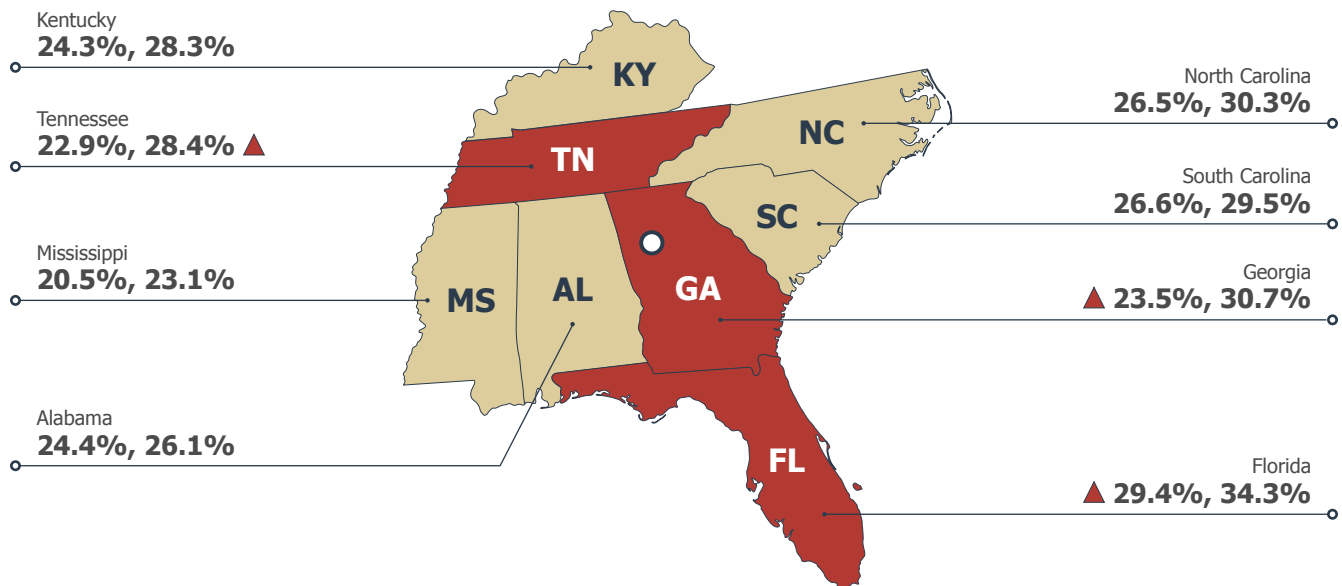 Kentucky
24.3%, 28.3%
Tennessee
22.9%, 28.4%
Mississippi
20.5%, 23.1%
Alabama
24.4%, 26.1%
KY
TN
NC
SC
MS
AL
GA
FL
North Carolina
26.5%, 30.3%
South Carolina
26.6%, 29.5%
Georgia
23.5%, 30.7%
Florida
29.4%, 34.3%